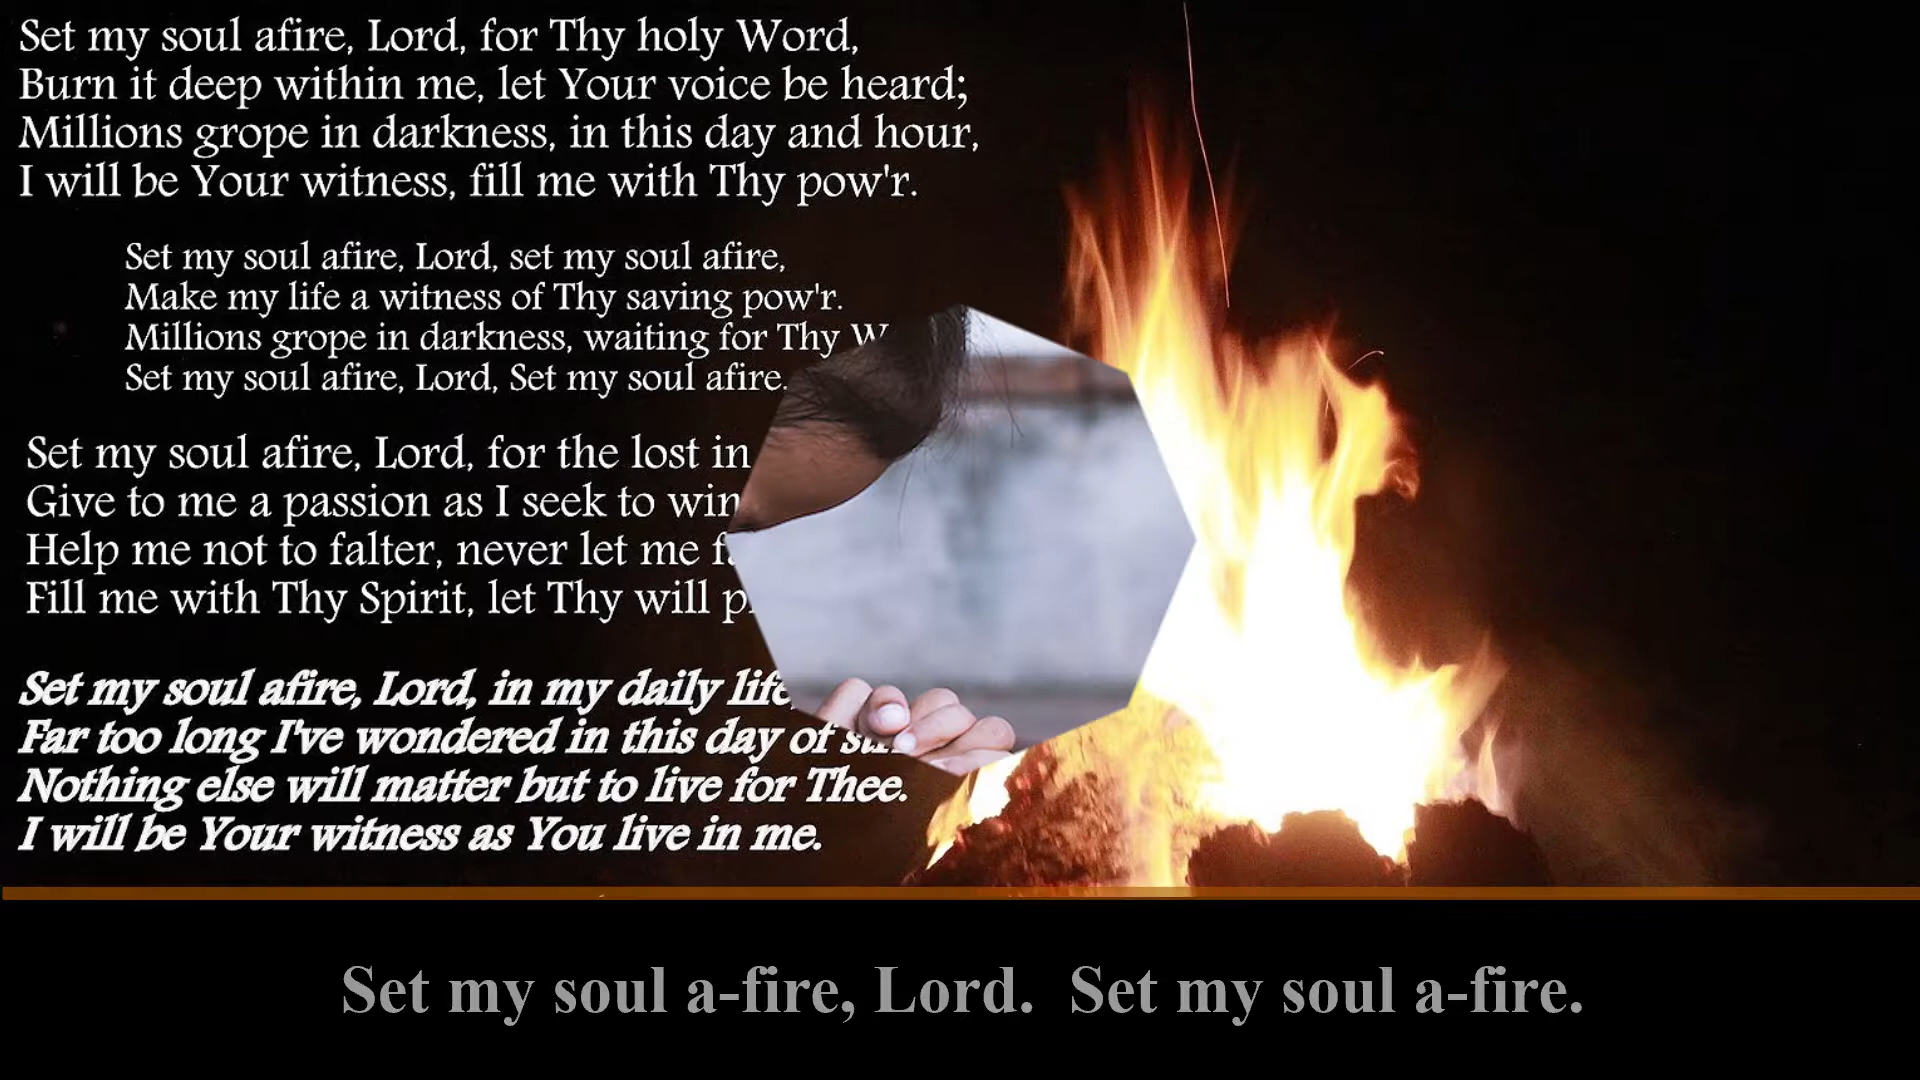 Set my soul afire, Lord, for Thy holy Word,
Burn it deep within me, let Your voice be heard;
Millions grope in darkness, in this day and hour,
I will be Your witness, fill me with Thy pow'r.
Set my soul afire, Lord, set my soul afire,
Make my life a witness of Thy saving pow'r.
Millions grope in darkness, waiting for Thy
Set my soul afire, Lord, Set my soul afire.
Set my soul afire, Lord, for the lost in
Give to me a passion as I seek to win
Help me not to falter, never let me
Fill me with Thy Spirit, let Thy will
Set my soul afire, Lord, in my daily life
Far too long I've wondered in this day of
Nothing else will matter but to live for Thee.
I will be Your witness as You live in me.
Set my soul a-fire, Lord. Set my soul a-fire.